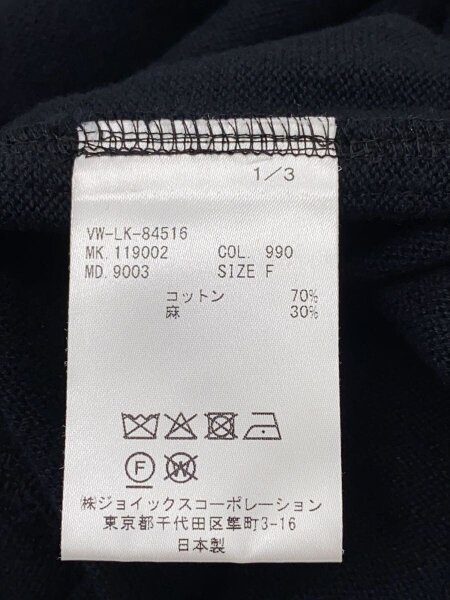 1/3
VW-LK-84516
MK. 119002 COL. 990
MD. 9003 SIZE F
コットン 70%
麻 30%
F W
㈱ジョイックスコーポレーション
東京都千代田区隼町3-16
日本製